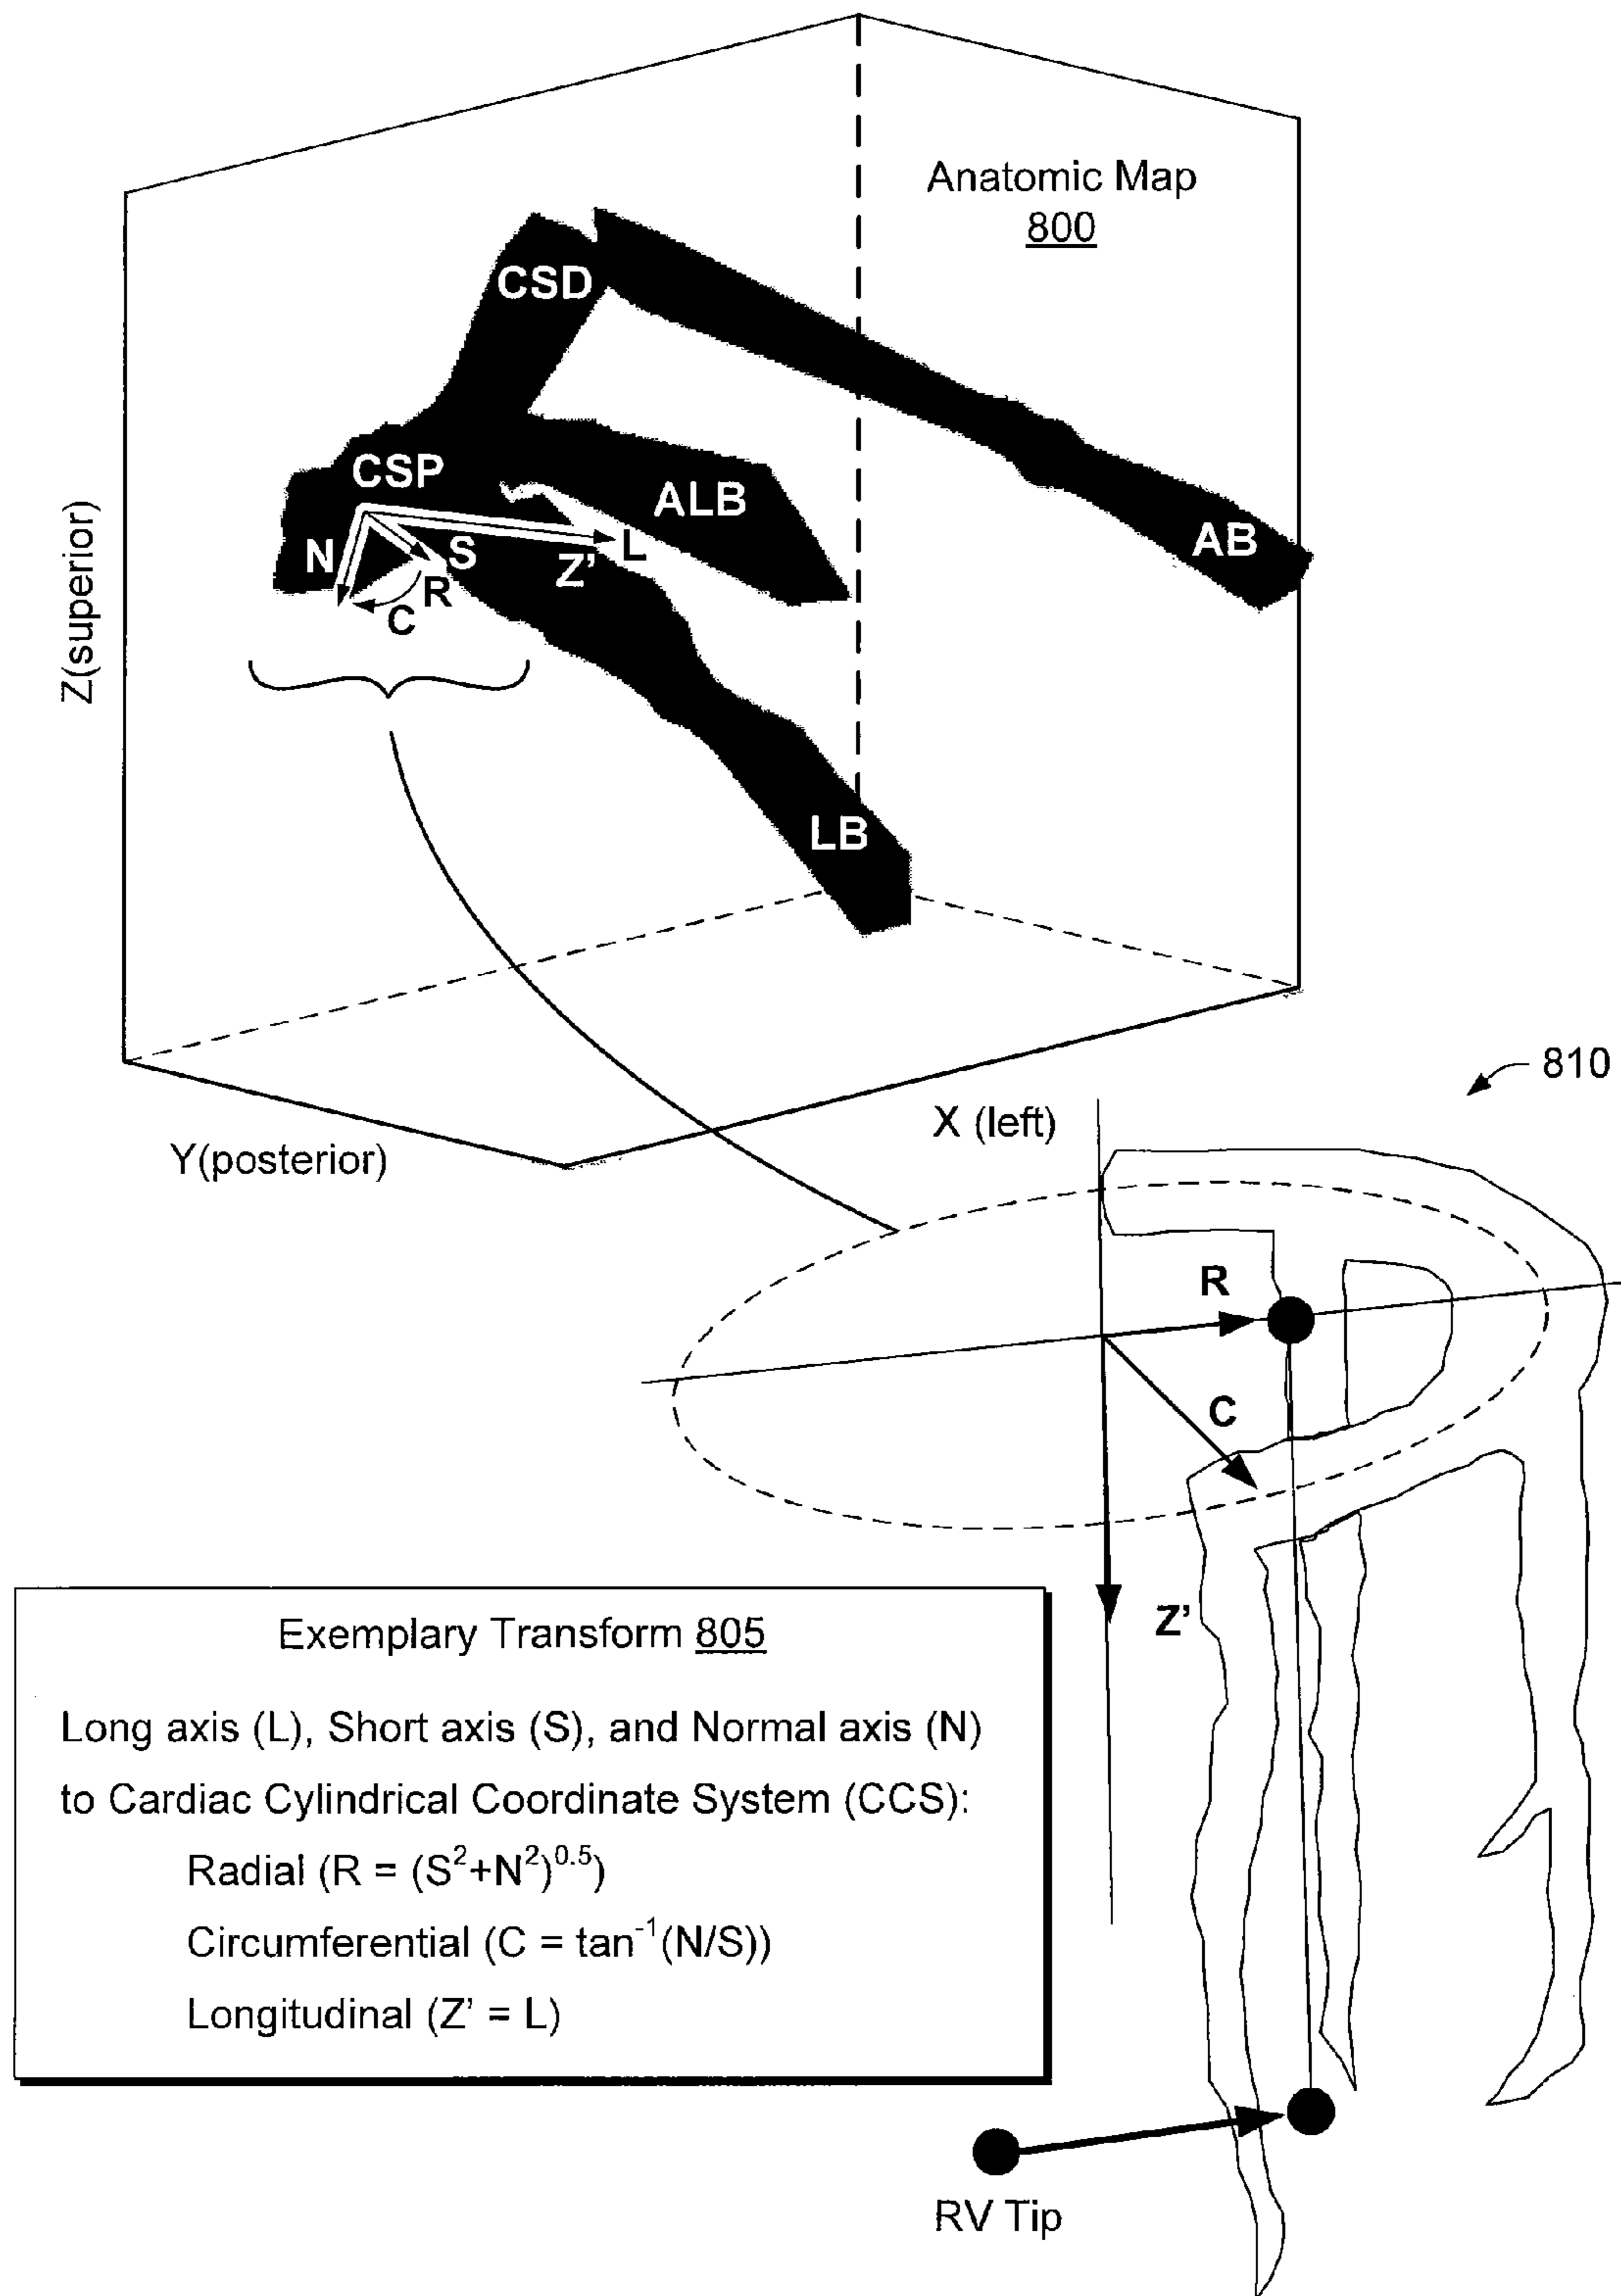 Anatomic Map
800
CSD
CSP
ALB
AB
N
S
L
Z'
R
C
Z(superior)
LB
810
X (left)
Y(posterior)
R
C
Z'
Exemplary Transform 805
Long axis (L), Short axis (S), and Normal axis (N)
to Cardiac Cylindrical Coordinate System (CCS):
Radial (R = (S²+N²)⁰·⁵)
Circumferential (C = tan⁻¹(N/S))
Longitudinal (Z' = L)
RV Tip